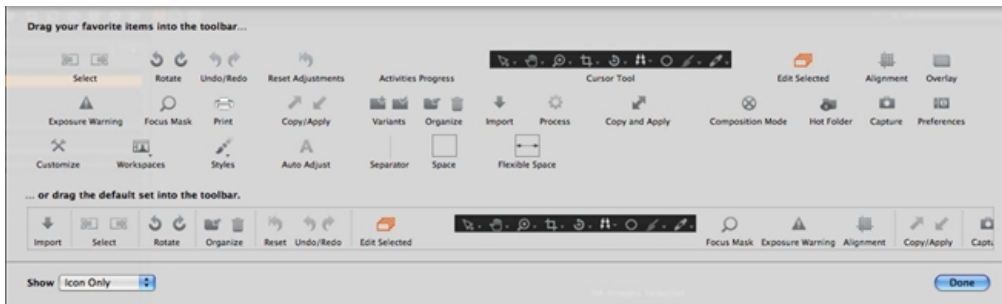 Drag your favorite items into the toolbar...
Select Rotate Undo/Redo Reset Adjustments Activities Progress Cursor Tool Edit Selected Alignment Overlay
Exposure Warning Focus Mask Print Copy/Apply Variants Organize Import Process Copy and Apply Composition Mode Hot Folder Capture Preferences
Customize Workspaces Styles Auto Adjust Separator Space Flexible Space
... or drag the default set into the toolbar.
Import Select Rotate Organize Reset Undo/Redo Edit Selected Focus Mask Exposure Warning Alignment Copy/Apply Captu
Show Icon Only Done